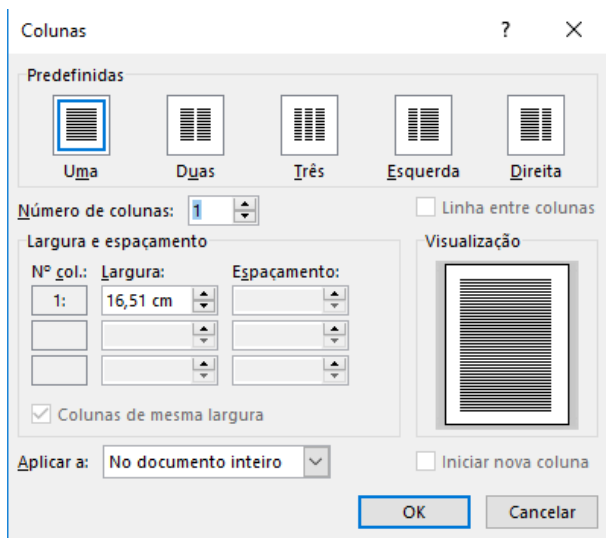 Colunas ?
Predefinidas
Uma Duas Três Esquerda Direita
Número de colunas: 1 Linha entre colunas
Largura e espaçamento Visualização
Nº col.: Largura: Espaçamento:
1: 16,51 cm
Colunas de mesma largura
Aplicar a: No documento inteiro Iniciar nova coluna
OK Cancelar